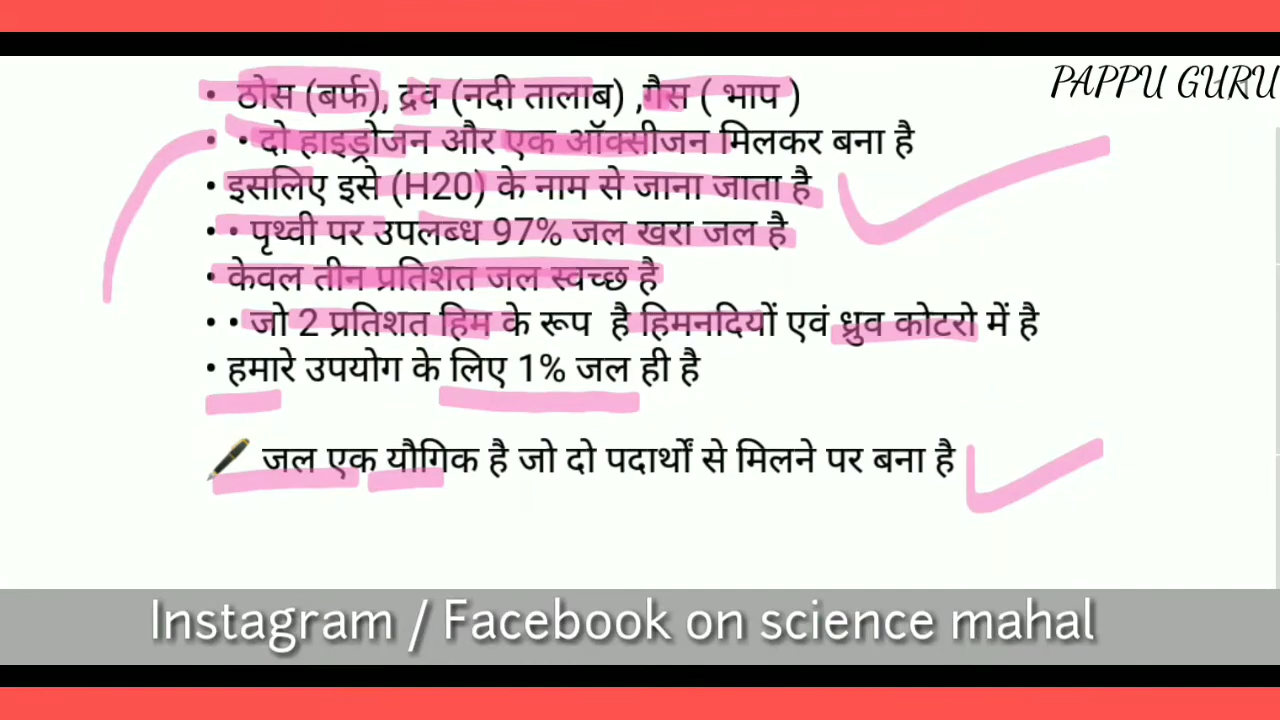 PAPPU GURU
• ठोस (बर्फ), द्रव (नदी तालाब) ,गैस ( भाप )
• • दो हाइड्रोजन और एक ऑक्सीजन मिलकर बना है
• इसलिए इसे (H20) के नाम से जाना जाता है
• • पृथ्वी पर उपलब्ध 97% जल खरा जल है
• केवल तीन प्रतिशत जल स्वच्छ है
• • जो 2 प्रतिशत हिम के रूप है हिमनदियों एवं ध्रुव कोटरो में है
• हमारे उपयोग के लिए 1% जल ही है
जल एक यौगिक है जो दो पदार्थों से मिलने पर बना है
Instagram / Facebook on science mahal